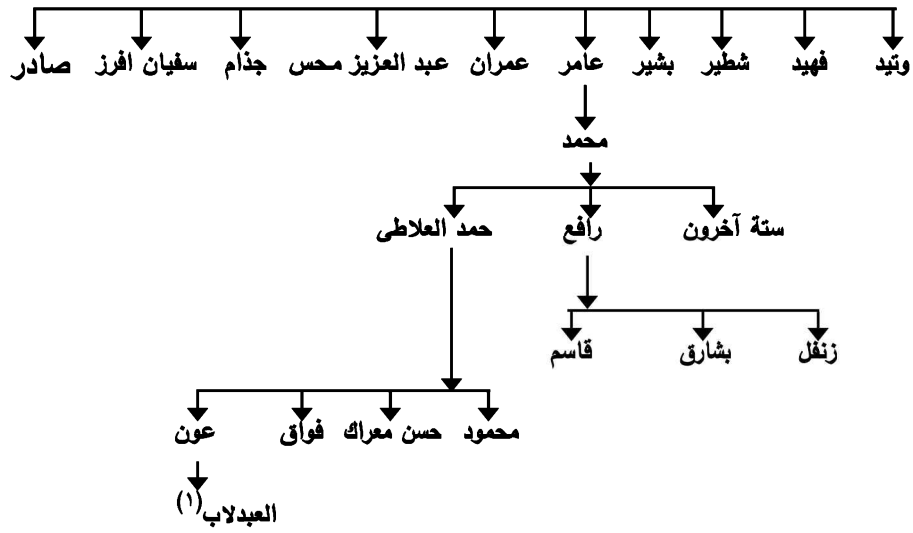 وتيد فهيد شطير بشير عامر عمران عبد العزيز محس جذام سفيان افرز صادر
محمد
ستة آخرون رافع حمد العلاطى
زنفل بشارق قاسم
محمود حسن معراك فواق عون
العبدلاب(١)